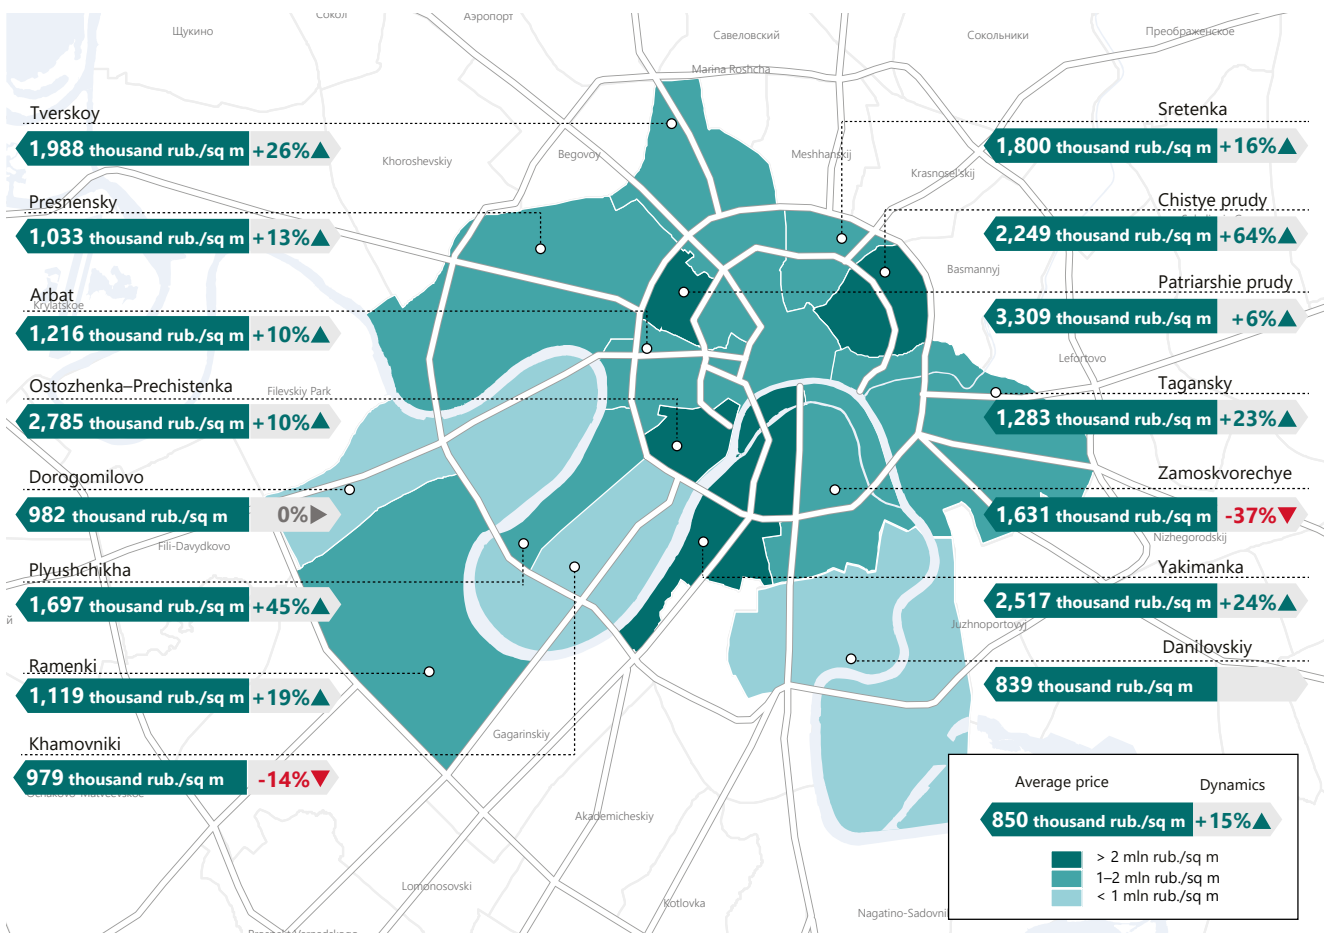 Щукино
Сокол
Аэропорт
Савеловский
Сокольники
Преображенское
Marina Roshcha
Khoroshevskiy
Begovoy
Meshhanskij
Krasnosel'skij
Basmannyj
Lefortovo
Krylatskoe
Filevskiy Park
Fili-Davydkovo
Nizhegorodskij
Juzhnoportovyj
Gagarinskiy
Akademicheskiy
Lomonosovski
Kotlovka
Nagatino-Sadovni
й
Tverskoy
1,988 thousand rub./sq m +26%▲
Presnensky
1,033 thousand rub./sq m +13%▲
Arbat
1,216 thousand rub./sq m +10%▲
Ostozhenka–Prechistenka
2,785 thousand rub./sq m +10%▲
Dorogomilovo
982 thousand rub./sq m 0%▶
Plyushchikha
1,697 thousand rub./sq m +45%▲
Ramenki
1,119 thousand rub./sq m +19%▲
Khamovniki
979 thousand rub./sq m -14%▼
Sretenka
1,800 thousand rub./sq m +16%▲
Chistye prudy
2,249 thousand rub./sq m +64%▲
Patriarshie prudy
3,309 thousand rub./sq m +6%▲
Tagansky
1,283 thousand rub./sq m +23%▲
Zamoskvorechye
1,631 thousand rub./sq m -37%▼
Yakimanka
2,517 thousand rub./sq m +24%▲
Danilovskiy
839 thousand rub./sq m
Average price Dynamics
850 thousand rub./sq m +15%▲
> 2 mln rub./sq m
1–2 mln rub./sq m
< 1 mln rub./sq m